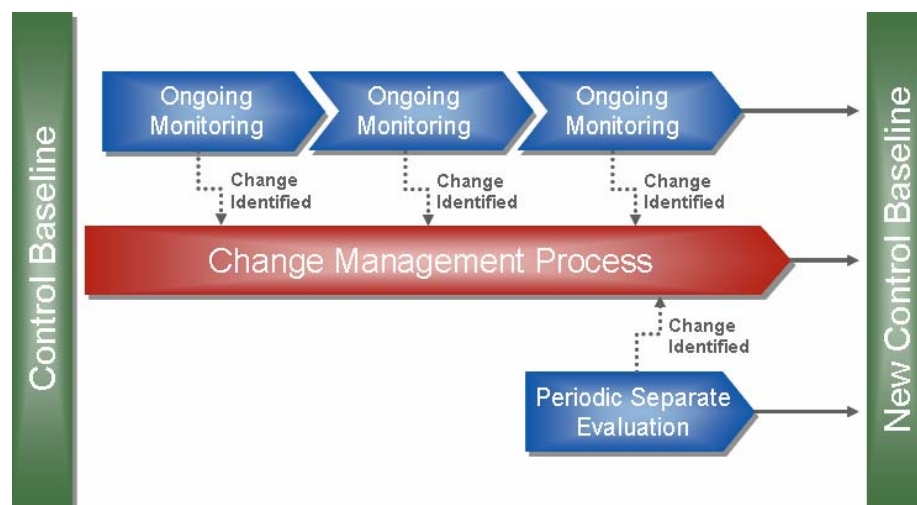 Control Baseline
Ongoing
Monitoring
Ongoing
Monitoring
Ongoing
Monitoring
Change
Identified
Change
Identified
Change
Identified
Change Management Process
Change
Identified
Periodic Separate
Evaluation
New Control Baseline